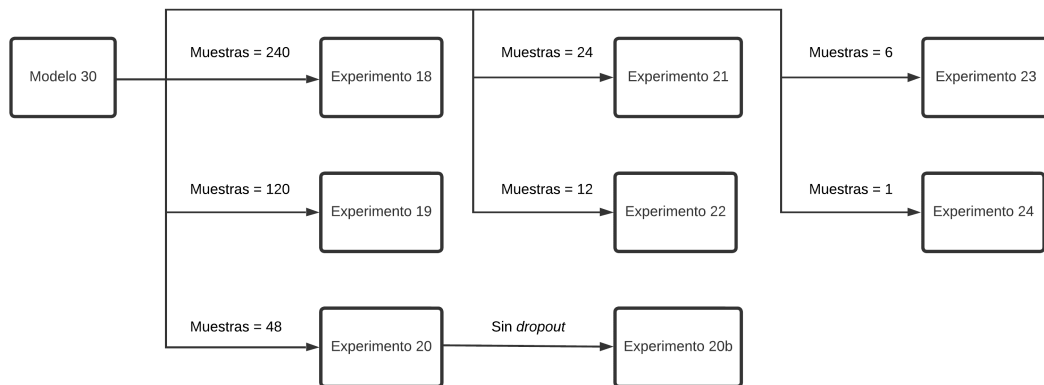 Muestras = 240
Muestras = 24
Muestras = 6
Modelo 30
Experimento 18
Experimento 21
Experimento 23
Muestras = 120
Muestras = 12
Muestras = 1
Experimento 19
Experimento 22
Experimento 24
Muestras = 48
Sin dropout
Experimento 20
Experimento 20b